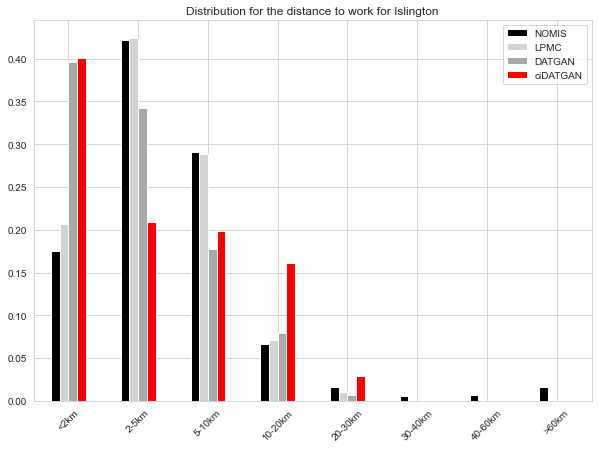 Distribution for the distance to work for Islington
NOMIS
LPMC
DATGAN
ciDATGAN
0.40
0.35
0.30
0.25
0.20
0.15
0.10
0.05
0.00
<2km
2-5km
5-10km
10-20km
20-30km
30-40km
40-60km
>60km